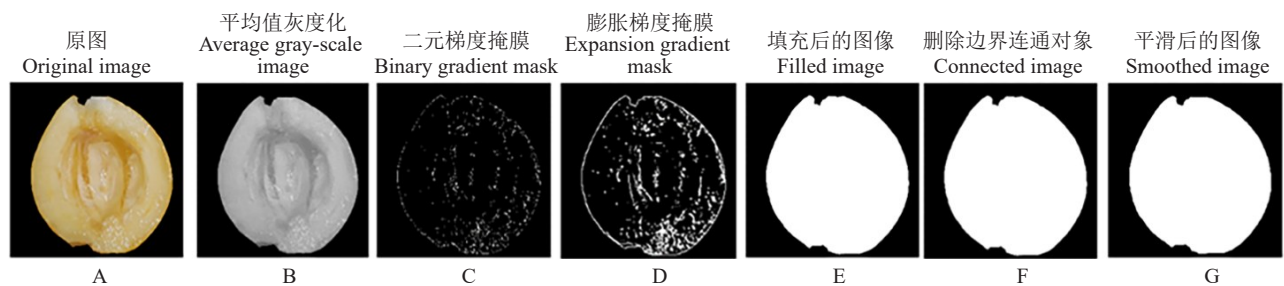 原图
Original image
平均值灰度化
Average gray-scale
image
二元梯度掩膜
Binary gradient mask
膨胀梯度掩膜
Expansion gradient
mask
填充后的图像
Filled image
删除边界连通对象
Connected image
平滑后的图像
Smoothed image
A
B
C
D
E
F
G